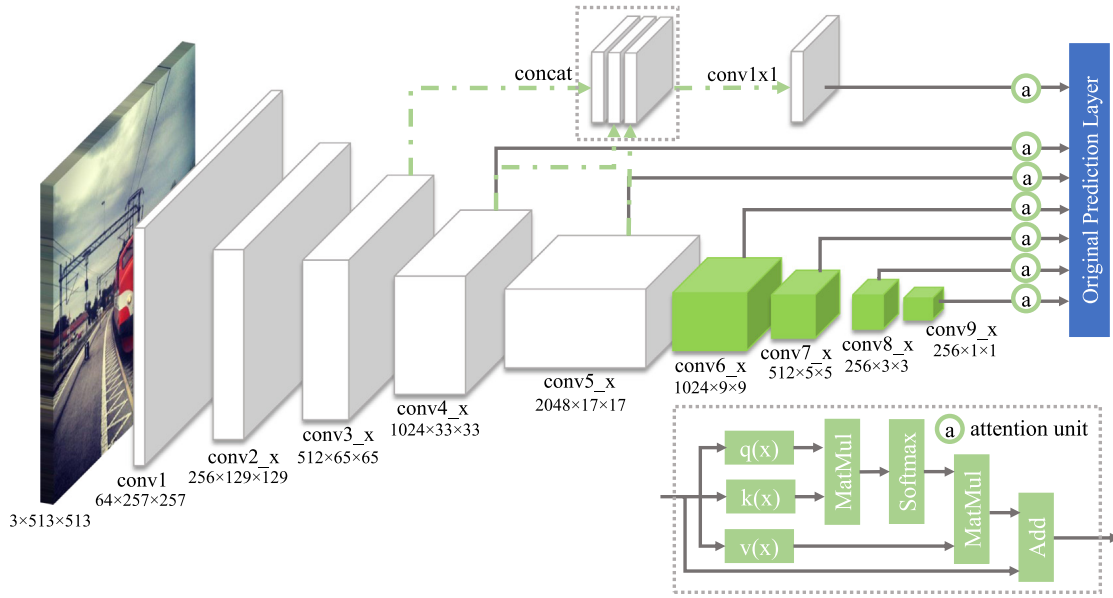 concat
conv1x1
a
a
a
a
a
a
a
Original Prediction Layer
3×513×513
conv1
64×257×257
conv2_x
256×129×129
conv3_x
512×65×65
conv4_x
1024×33×33
conv5_x
2048×17×17
conv6_x
1024×9×9
conv7_x
512×5×5
conv8_x
256×3×3
conv9_x
256×1×1
a attention unit
q(x)
k(x)
v(x)
MatMul
Softmax
MatMul
Add